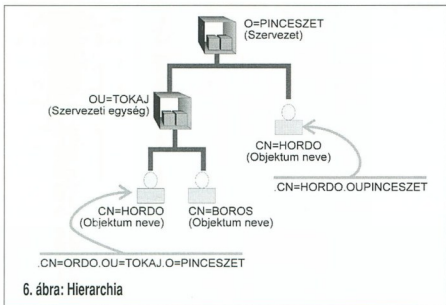 O=PINCESZET
(Szervezet)
OU=TOKAJ
(Szervezeti egység)
CN=HORDO
(Objektum neve)
.CN=HORDO.OUPINCESZET
CN=HORDO
(Objektum neve)
CN=BOROS
(Objektum neve)
.CN=ORDO.OU=TOKAJ.O=PINCESZET
6. ábra: Hierarchia